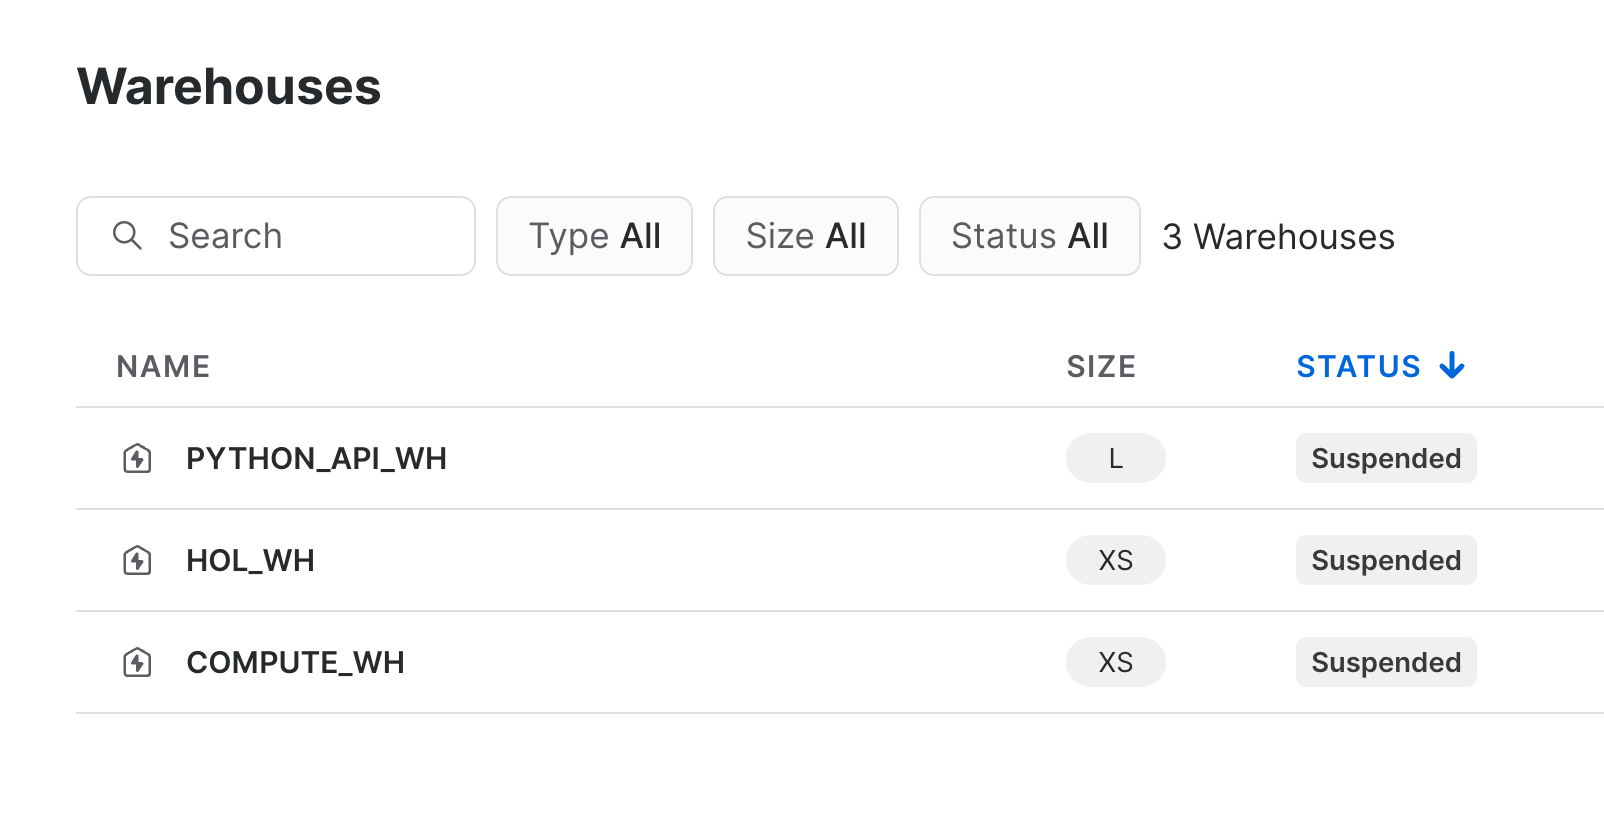 Warehouses
Search Type All Size All Status All 3 Warehouses
NAME SIZE STATUS
PYTHON_API_WH L Suspended
HOL_WH XS Suspended
COMPUTE_WH XS Suspended